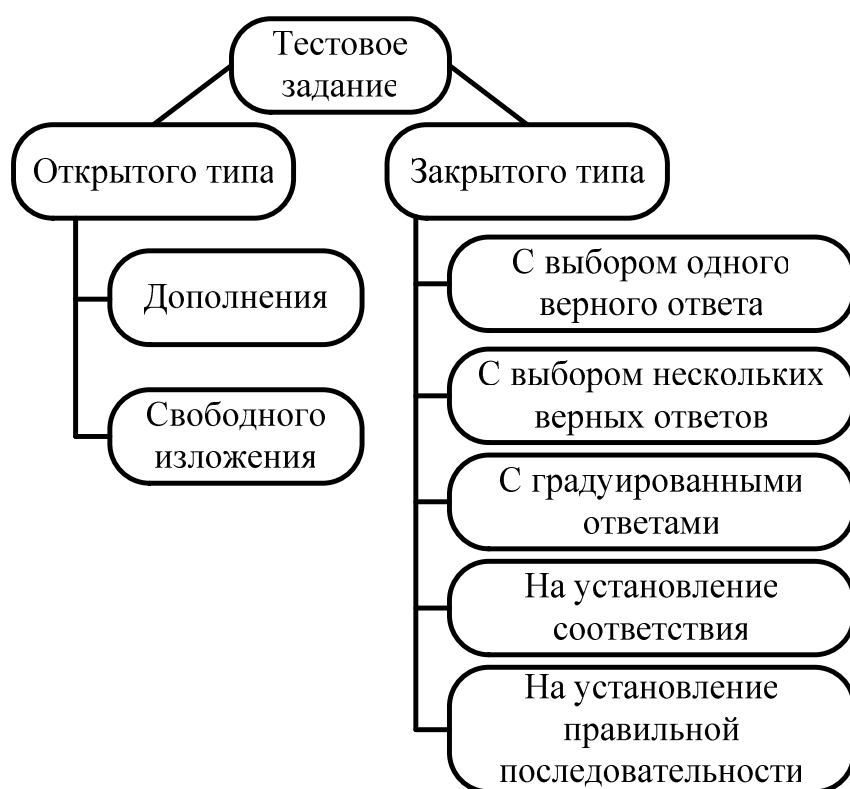 Тестовое
задание
Открытого типа
Закрытого типа
Дополнения
Свободного
изложения
С выбором одного
верного ответа
С выбором нескольких
верных ответов
С градуированными
ответами
На установление
соответствия
На установление
правильной
последовательности